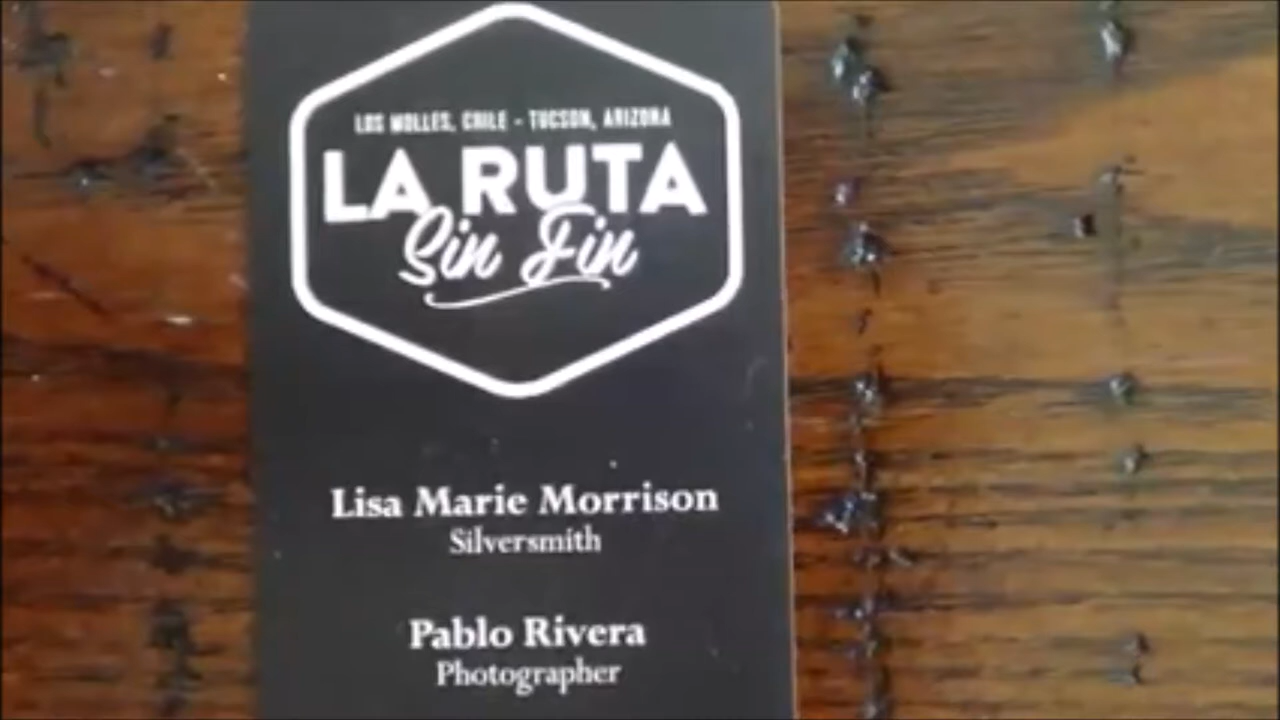 LOS MOLLES, CHILE - TUCSON, ARIZONA
LA RUTA
Sin Fin
Lisa Marie Morrison
Silversmith
Pablo Rivera
Photographer